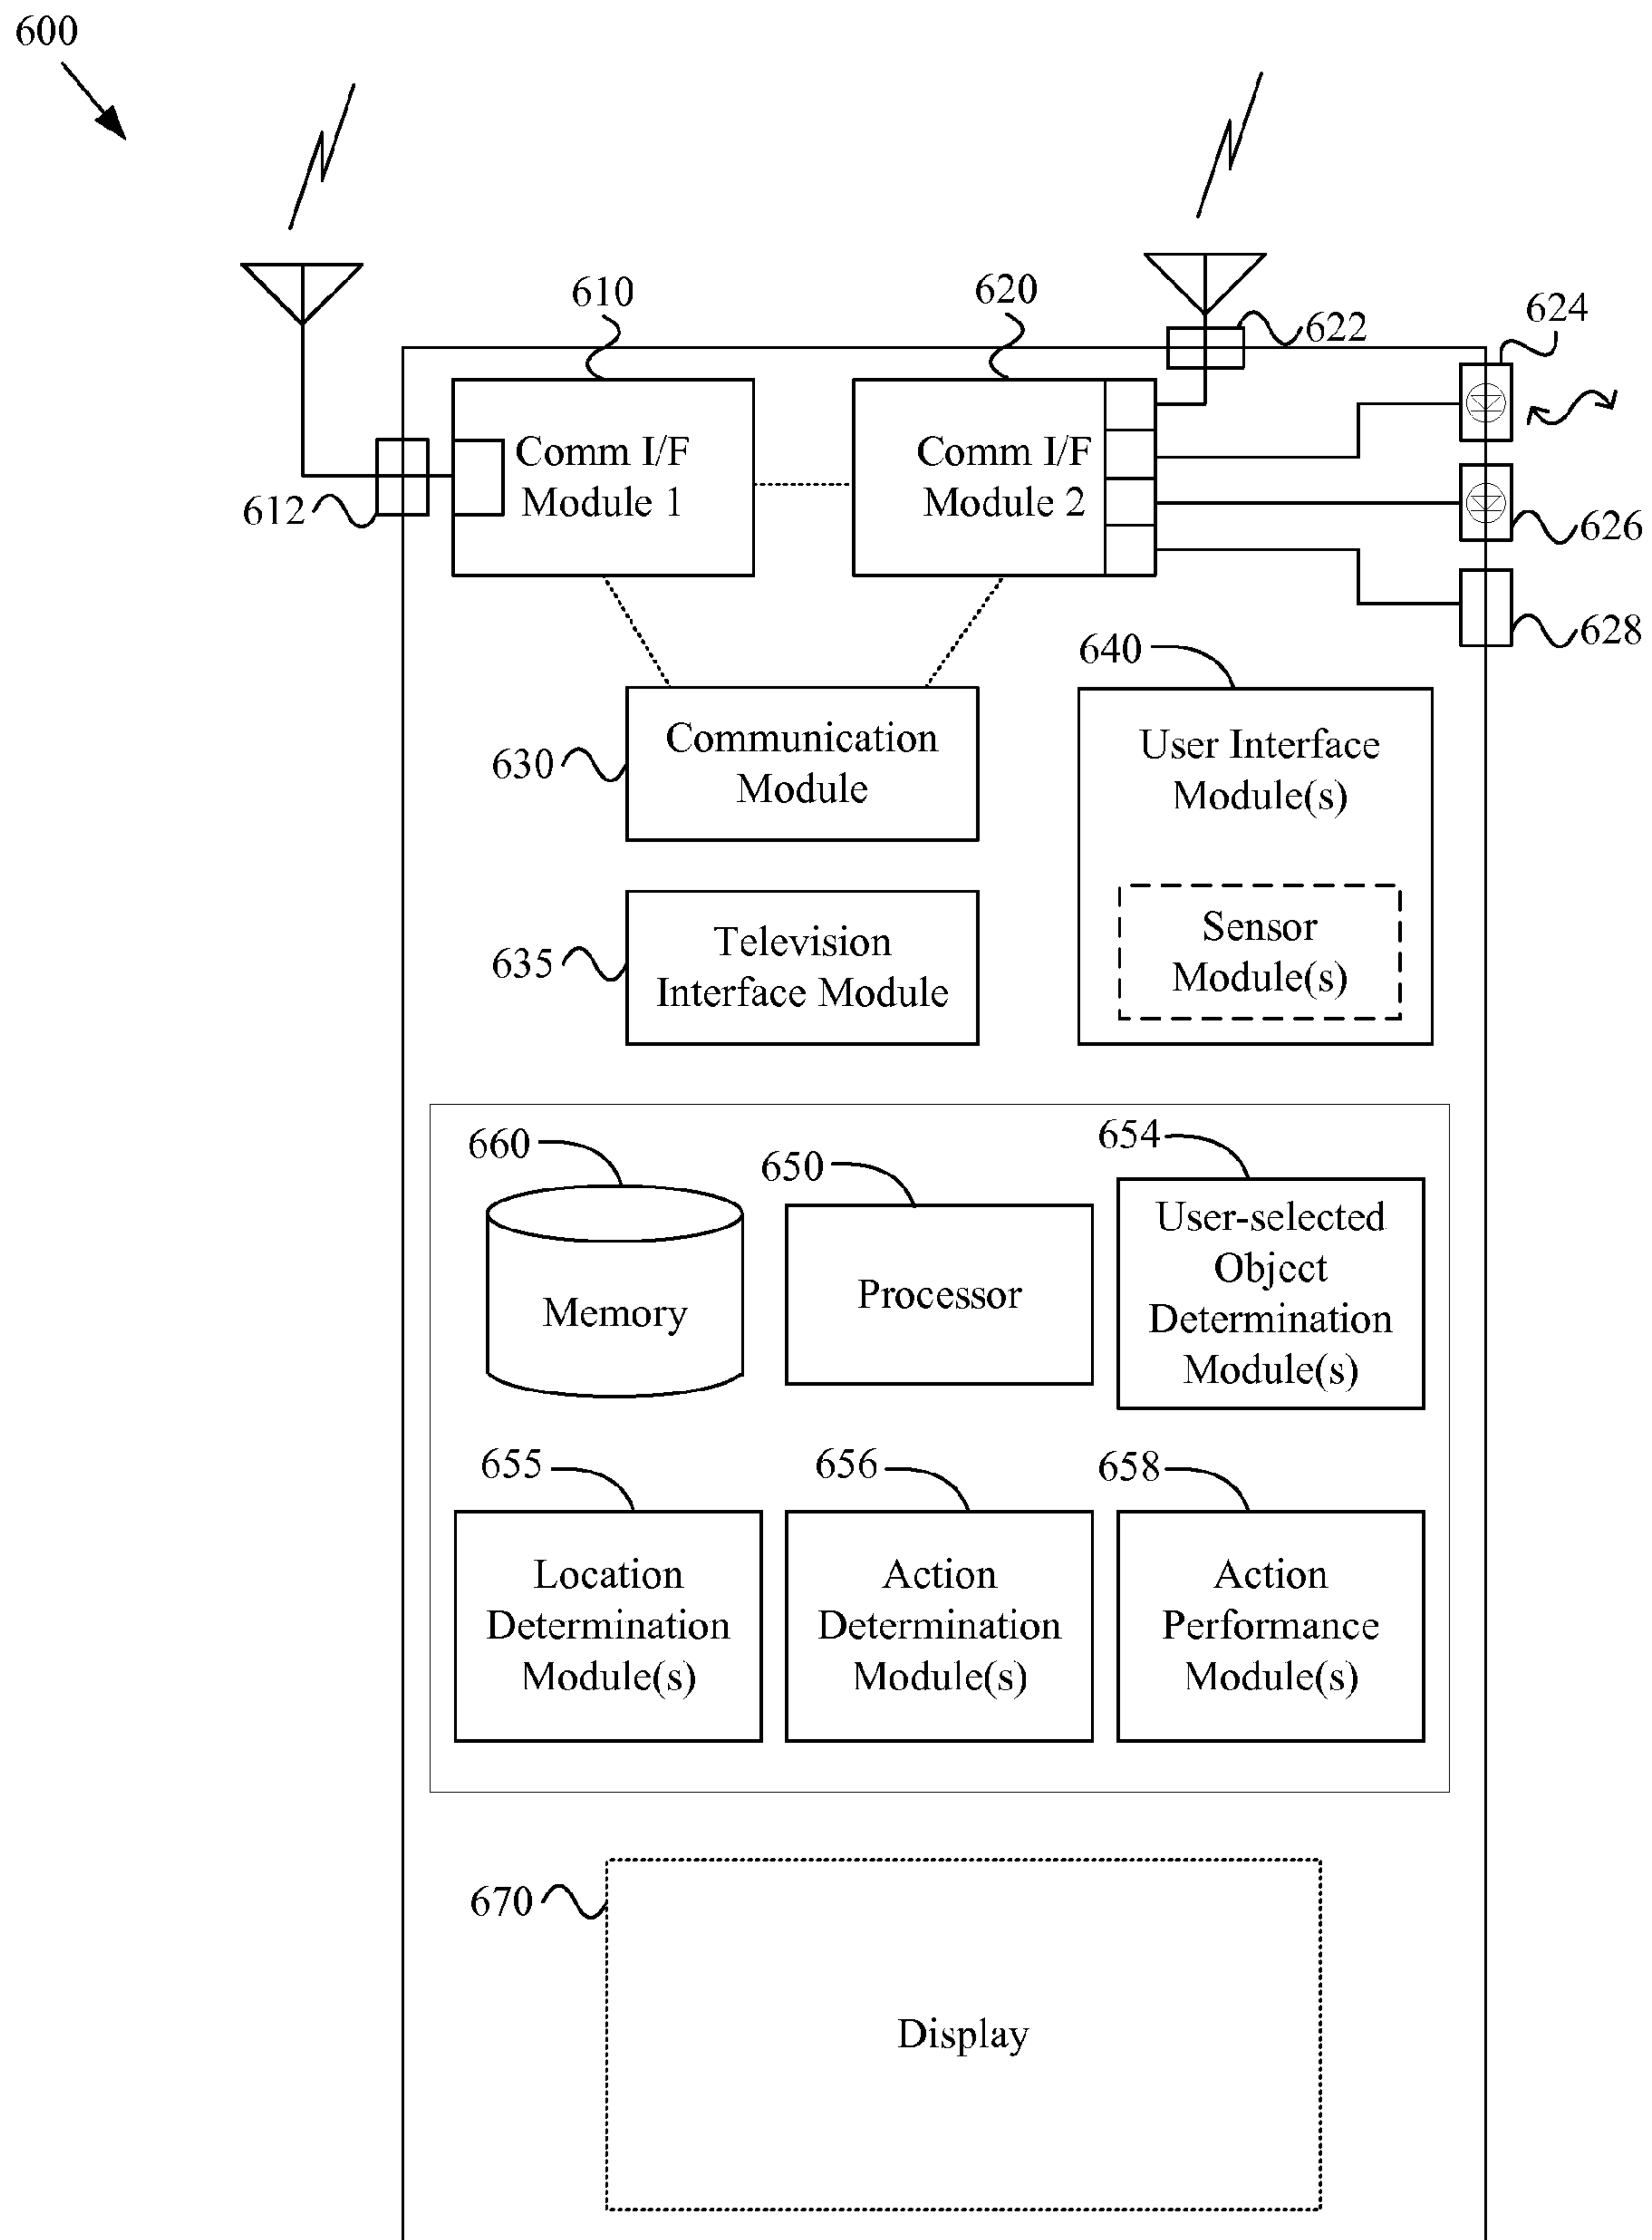 600
610
620
622
624
612
Comm I/F
Module 1
Comm I/F
Module 2
626
628
630
Communication
Module
640
User Interface
Module(s)
635
Television
Interface Module
Sensor
Module(s)
660
Memory
650
Processor
654
User-selected
Object
Determination
Module(s)
655
Location
Determination
Module(s)
656
Action
Determination
Module(s)
658
Action
Performance
Module(s)
670
Display